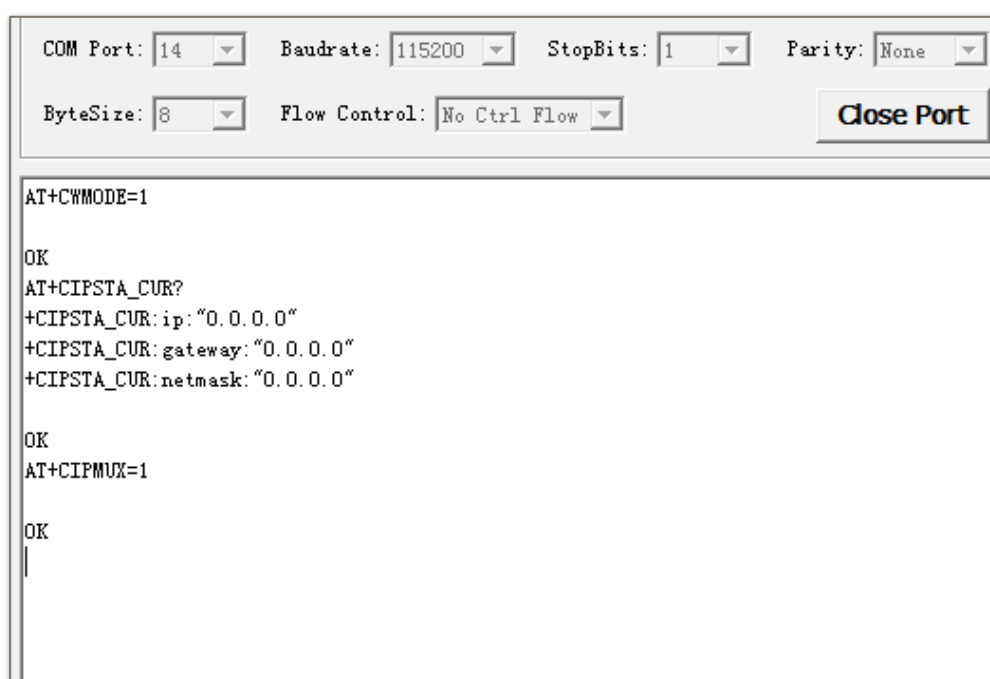 COM Port: 14 Baudrate: 115200 StopBits: 1 Parity: None
ByteSize: 8 Flow Control: No Ctrl Flow Close Port
AT+CWMODE=1
OK
AT+CIPSTA_CUR?
+CIPSTA_CUR:ip:"0.0.0.0"
+CIPSTA_CUR:gateway:"0.0.0.0"
+CIPSTA_CUR:netmask:"0.0.0.0"
OK
AT+CIPMUX=1
OK